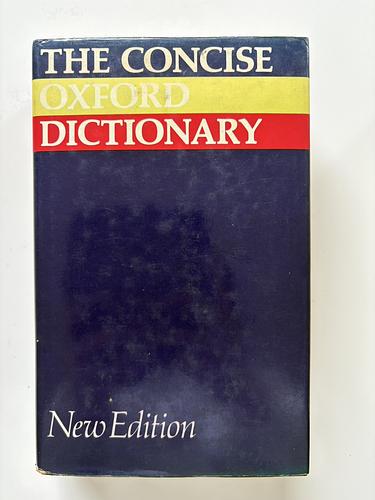 THE CONCISE
OXFORD
DICTIONARY
New Edition